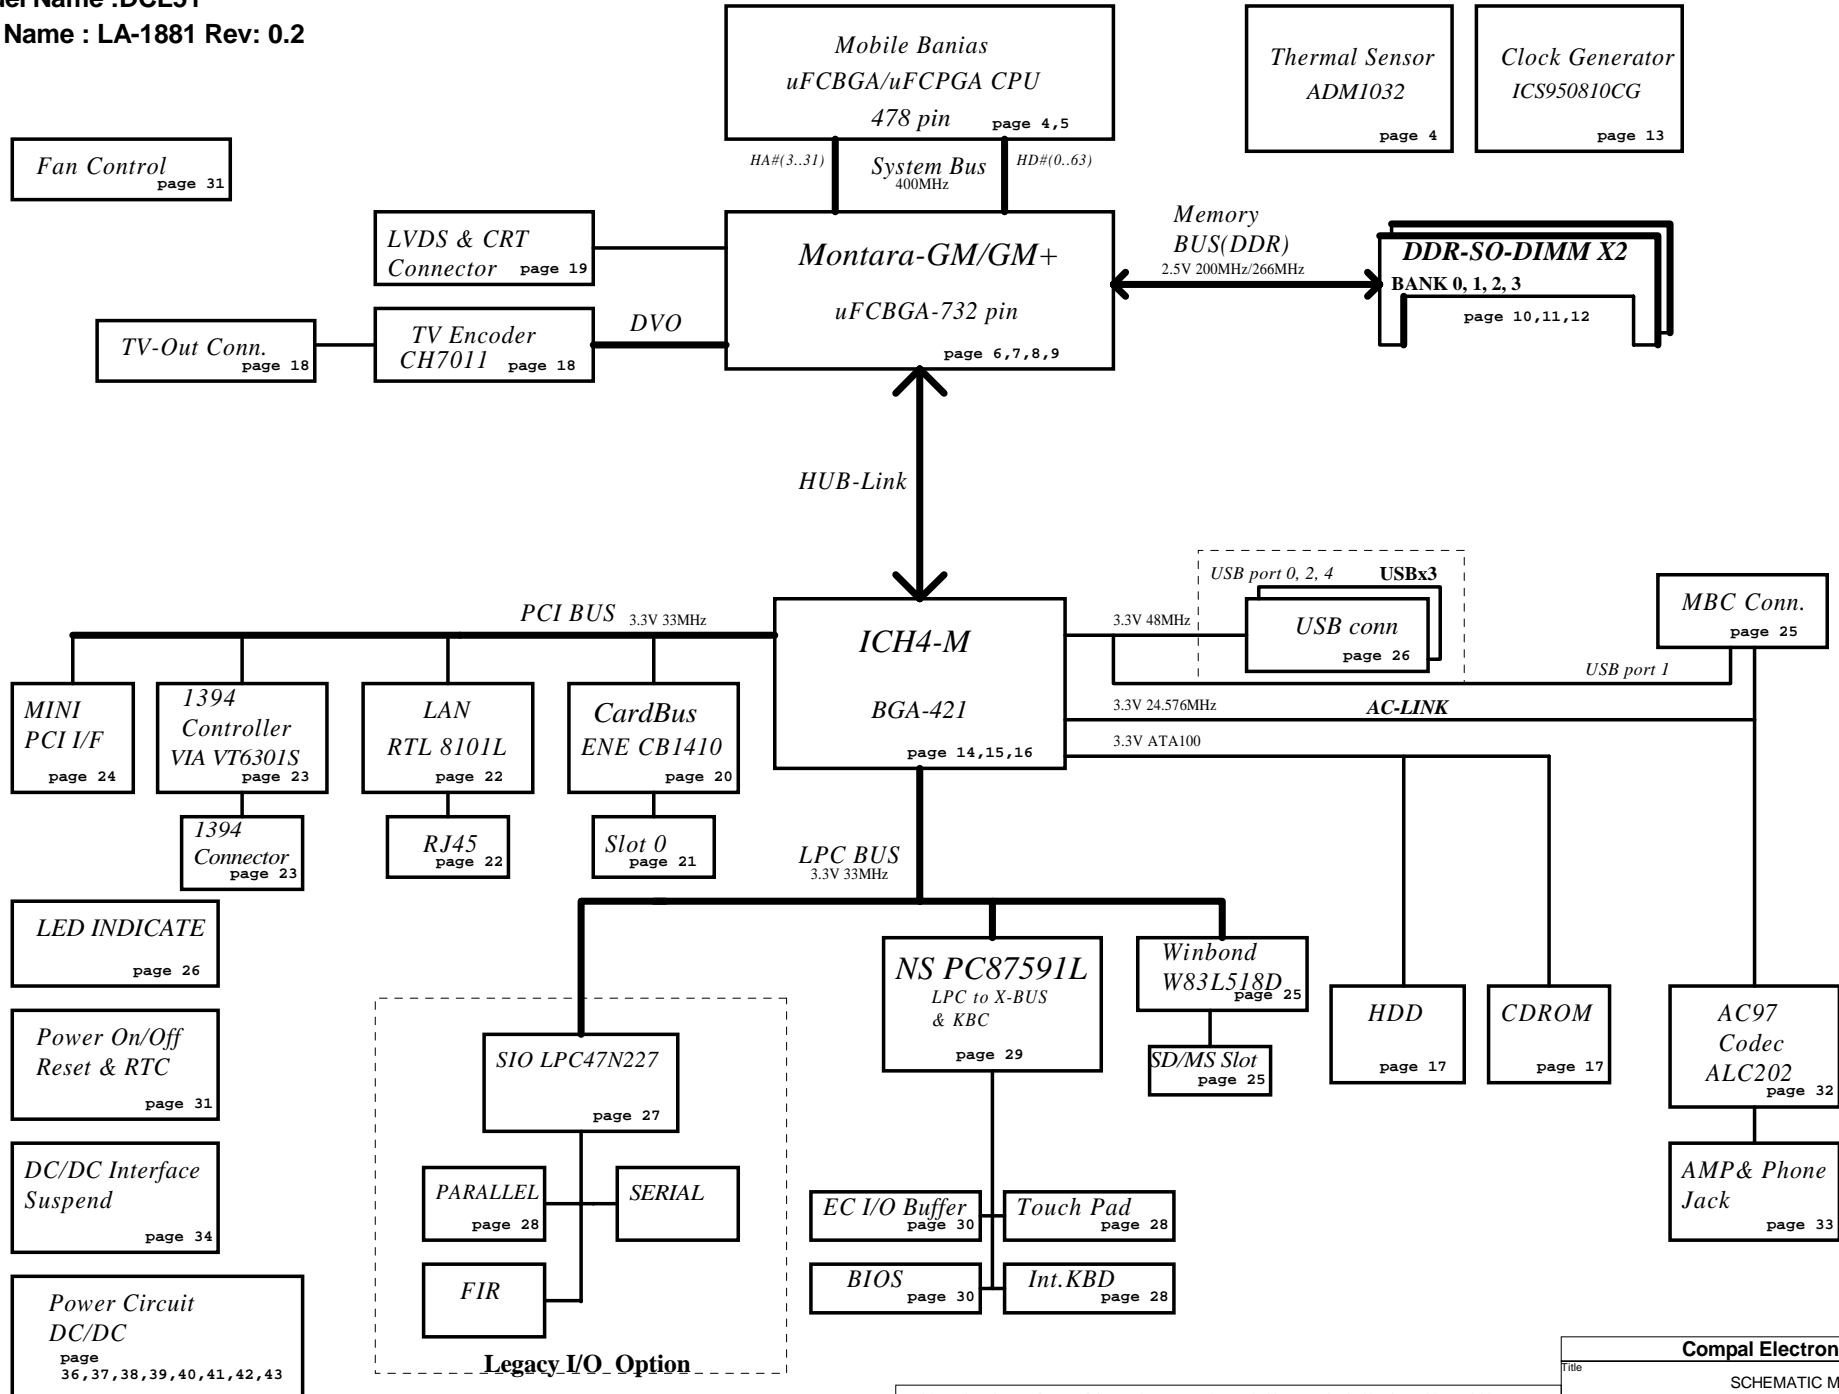 Name :DCL51
Name : LA-1881 Rev: 0.2
Mobile Banias
uFCBGA/uFCPGA CPU
478 pin page 4,5
Thermal Sensor
ADM1032
page 4
Clock Generator
ICS950810CG
page 13
Fan Control
page 31
HA#(3..31)
System Bus
400MHz
HD#(0..63)
LVDS & CRT
Connector page 19
Montara-GM/GM+
uFCBGA-732 pin
page 6,7,8,9
Memory
BUS(DDR)
2.5V 200MHz/266MHz
DDR-SO-DIMM X2
BANK 0, 1, 2, 3
page 10,11,12
TV-Out Conn.
page 18
TV Encoder
CH7011 page 18
DVO
HUB-Link
PCI BUS 3.3V 33MHz
ICH4-M
BGA-421
page 14,15,16
USB port 0, 2, 4 USBx3
3.3V 48MHz
USB conn
page 26
MBC Conn.
page 25
USB port 1
3.3V 24.576MHz
AC-LINK
3.3V ATA100
MINI
PCI I/F
page 24
1394
Controller
VIA VT6301S
page 23
LAN
RTL 8101L
page 22
CardBus
ENE CB1410
page 20
1394
Connector
page 23
RJ45
page 22
Slot 0
page 21
LPC BUS
3.3V 33MHz
LED INDICATE
page 26
NS PC87591L
LPC to X-BUS
& KBC
page 29
Winbond
W83L518D
page 25
SD/MS Slot
page 25
HDD
page 17
CDROM
page 17
AC97
Codec
ALC202
page 32
Power On/Off
Reset & RTC
page 31
SIO LPC47N227
page 27
DC/DC Interface
Suspend
page 34
PARALLEL
page 28
SERIAL
FIR
EC I/O Buffer
page 30
Touch Pad
page 28
BIOS
page 30
Int.KBD
page 28
AMP& Phone
Jack
page 33
Power Circuit
DC/DC
page
36,37,38,39,40,41,42,43
Legacy I/O Option
Compal Electron
Title
SCHEMATIC M